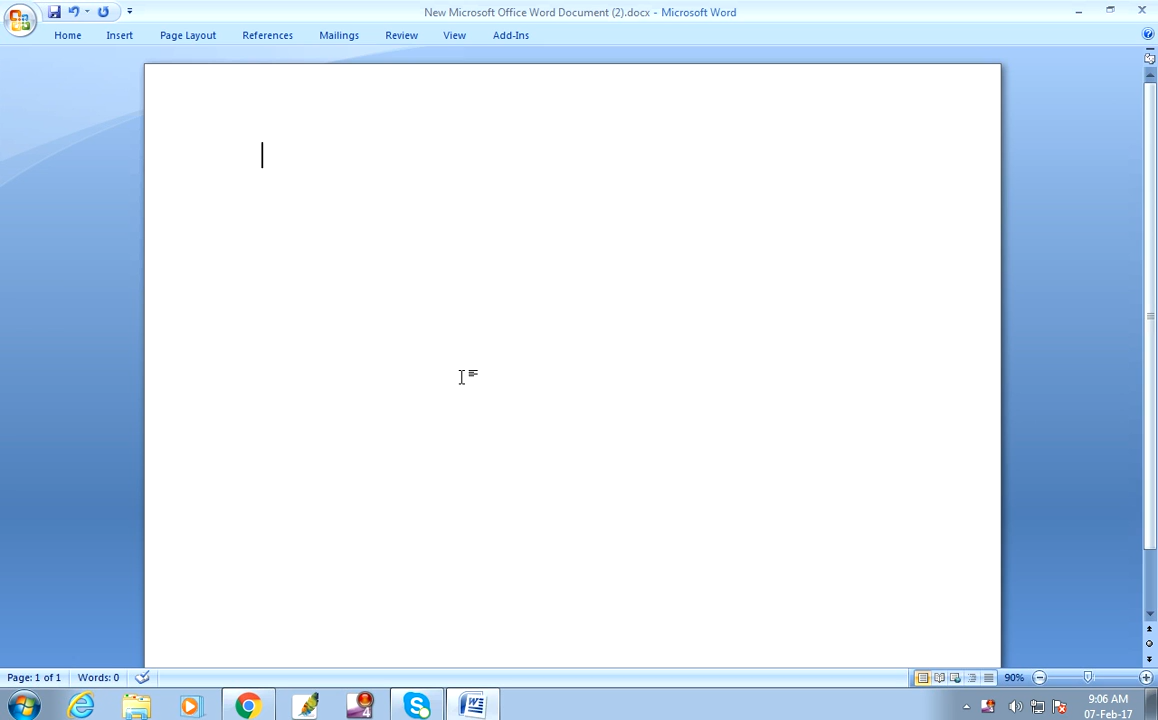 New Microsoft Office Word Document (2).docx - Microsoft Word
Home Insert Page Layout References Mailings Review View Add-Ins
Page: 1 of 1 Words: 0 90%
9:06 AM
07-Feb-17